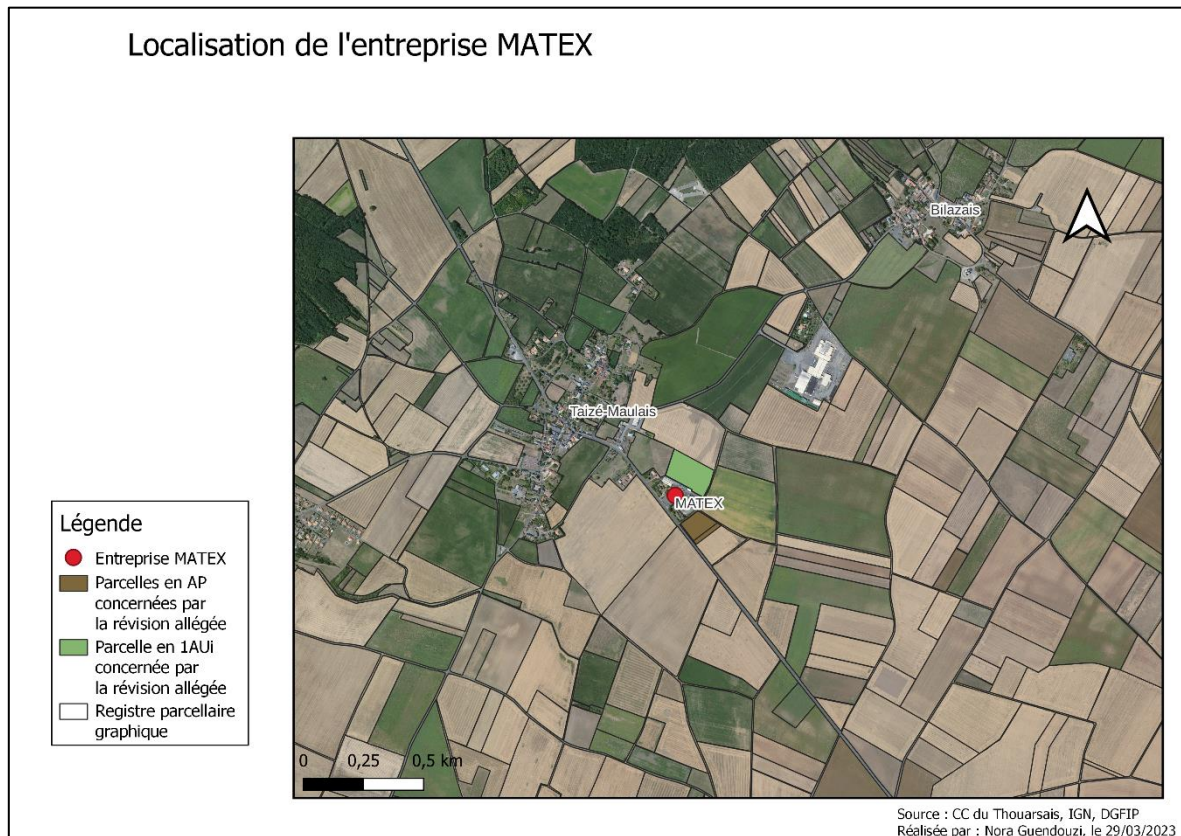 Localisation de l'entreprise MATEX
Bilazais
Taizé-Maulais
MATEX
Légende
Entreprise MATEX
Parcelles en AP
concernées par
la révision allégée
Parcelle en 1AUi
concernée par
la révision allégée
Registre parcellaire
graphique
0 0,25 0,5 km
Source : CC du Thouarsais, IGN, DGFIP
Réalisée par : Nora Guendouzi, le 29/03/2023